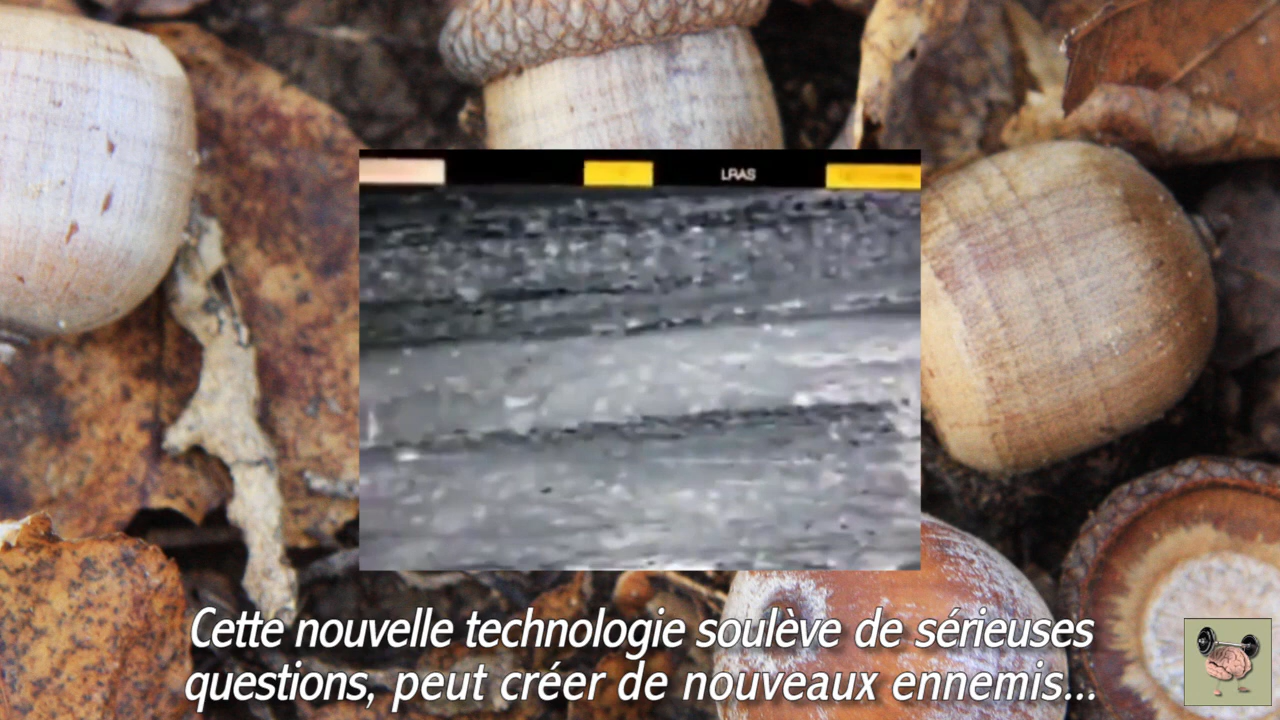 LRAS
Cette nouvelle technologie soulève de sérieuses
questions, peut créer de nouveaux ennemis...